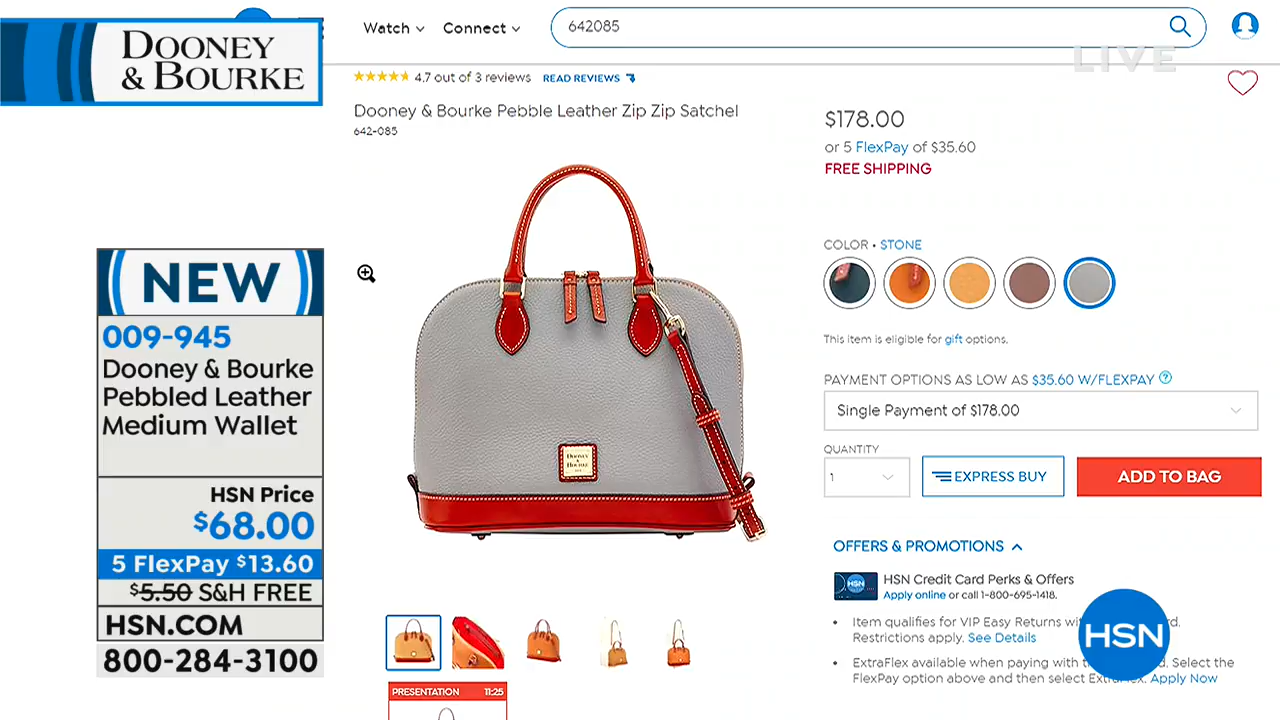 DOONEY
& BOURKE
Watch
Connect
642085
LIVE
4.7 out of 3 reviews READ REVIEWS
Dooney & Bourke Pebble Leather Zip Zip Satchel
642-085
$178.00
or 5 FlexPay of $35.60
FREE SHIPPING
COLOR • STONE
This item is eligible for gift options.
PAYMENT OPTIONS AS LOW AS $35.60 W/FLEXPAY ?
Single Payment of $178.00
QUANTITY
1
EXPRESS BUY
ADD TO BAG
OFFERS & PROMOTIONS
HSN
HSN Credit Card Perks & Offers
Apply online or call 1-800-695-1418.
• Item qualifies for VIP Easy Returns
Restrictions apply. See Details
• ExtraFlex available when paying with Select the
FlexPay option above and then select ExtraFlex. Apply Now
HSN
(NEW)
009-945
Dooney & Bourke
Pebbled Leather
Medium Wallet
HSN Price
$68.00
5 FlexPay $13.60
$5.50 S&H FREE
HSN.COM
800-284-3100
DOONEY
& BOURKE
PRESENTATION 11:25